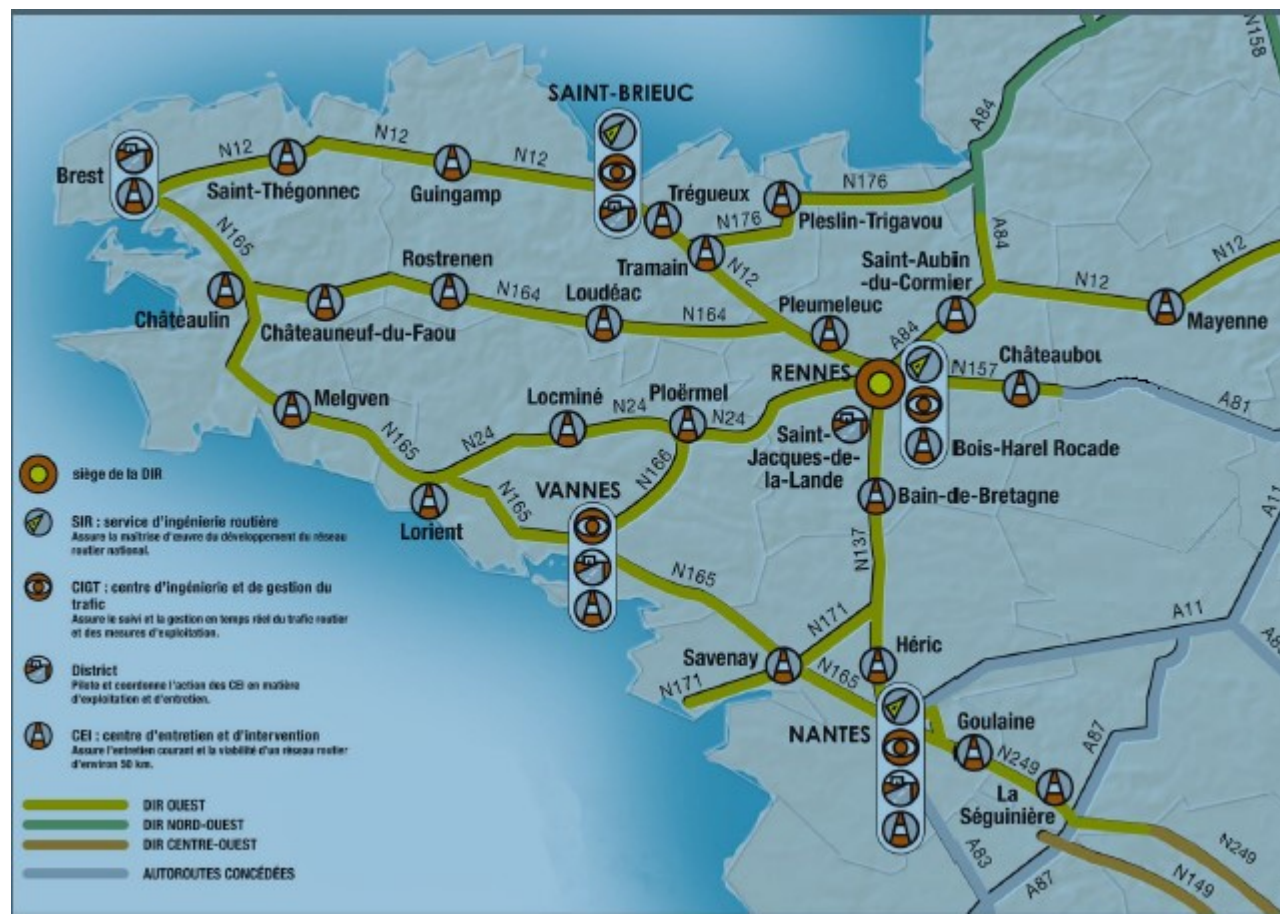 SAINT-BRIEUC
N158
A84
N12
N12
N12
Brest
Saint-Thégonnec
Guingamp
Trégueux
N176
Pleslin-Trigavou
N176
A84
N165
Rostrenen
Tramain
N12
Saint-Aubin
-du-Cormier
N12
N12
Châteaulin
N164
Loudéac
N164
Pleumeleuc
Châteauneuf-du-Faou
A84
Mayenne
RENNES
N157
Châteaubou
A81
Melgven
Locminé
Ploërmel
N24
N24
N24
N165
Saint-
Jacques-de-
la-Lande
Bois-Harel Rocade
N166
VANNES
N165
Lorient
Bain-de-Bretagne
A11
N137
N165
N171
A11
Savenay
Héric
N171
N165
NANTES
Goulaine
A87
N249
La
Séguinière
A83
A87
N249
N149
siège de la DIR
SIR : service d'ingénierie routière
Assure la maîtrise d'œuvre du développement du réseau
routier national.
CIGT : centre d'ingénierie et de gestion du
trafic
Assure le suivi et la gestion en temps réel du trafic routier
et des mesures d'exploitation.
District
Pilote et coordonne l'action des CEI en matière
d'exploitation et d'entretien.
CEI : centre d'entretien et d'intervention
Assure l'entretien courant et la viabilité d'un réseau routier
d'environ 50 km.
DIR OUEST
DIR NORD-OUEST
DIR CENTRE-OUEST
AUTOROUTES CONCÉDÉES